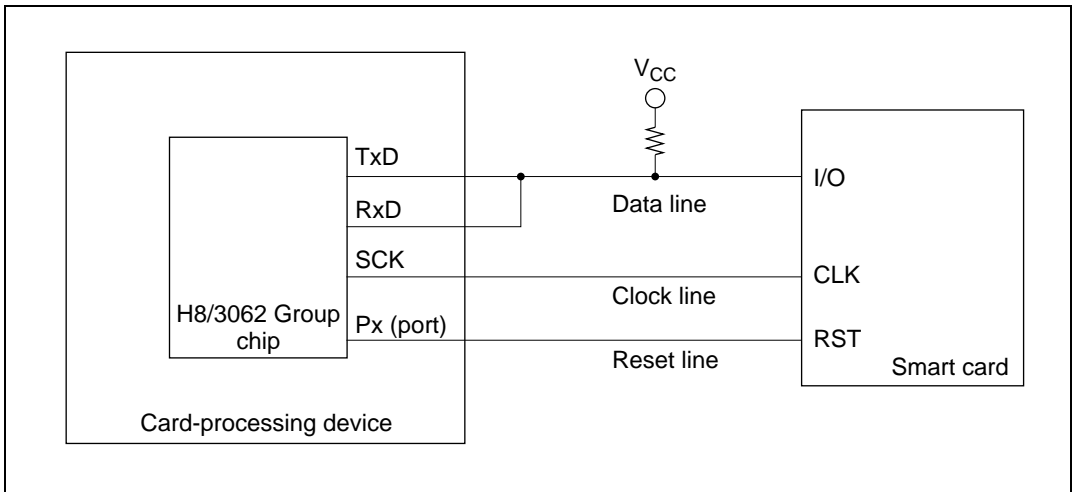 VCC
TxD
RxD
SCK
Px (port)
H8/3062 Group
chip
Card-processing device
Data line
Clock line
Reset line
I/O
CLK
RST
Smart card